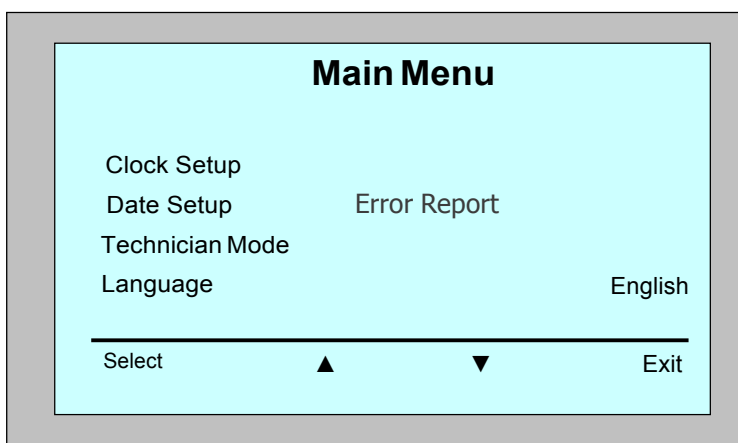 Main Menu
Clock Setup
Date Setup Error Report
Technician Mode
Language English
Select ▲ ▼ Exit